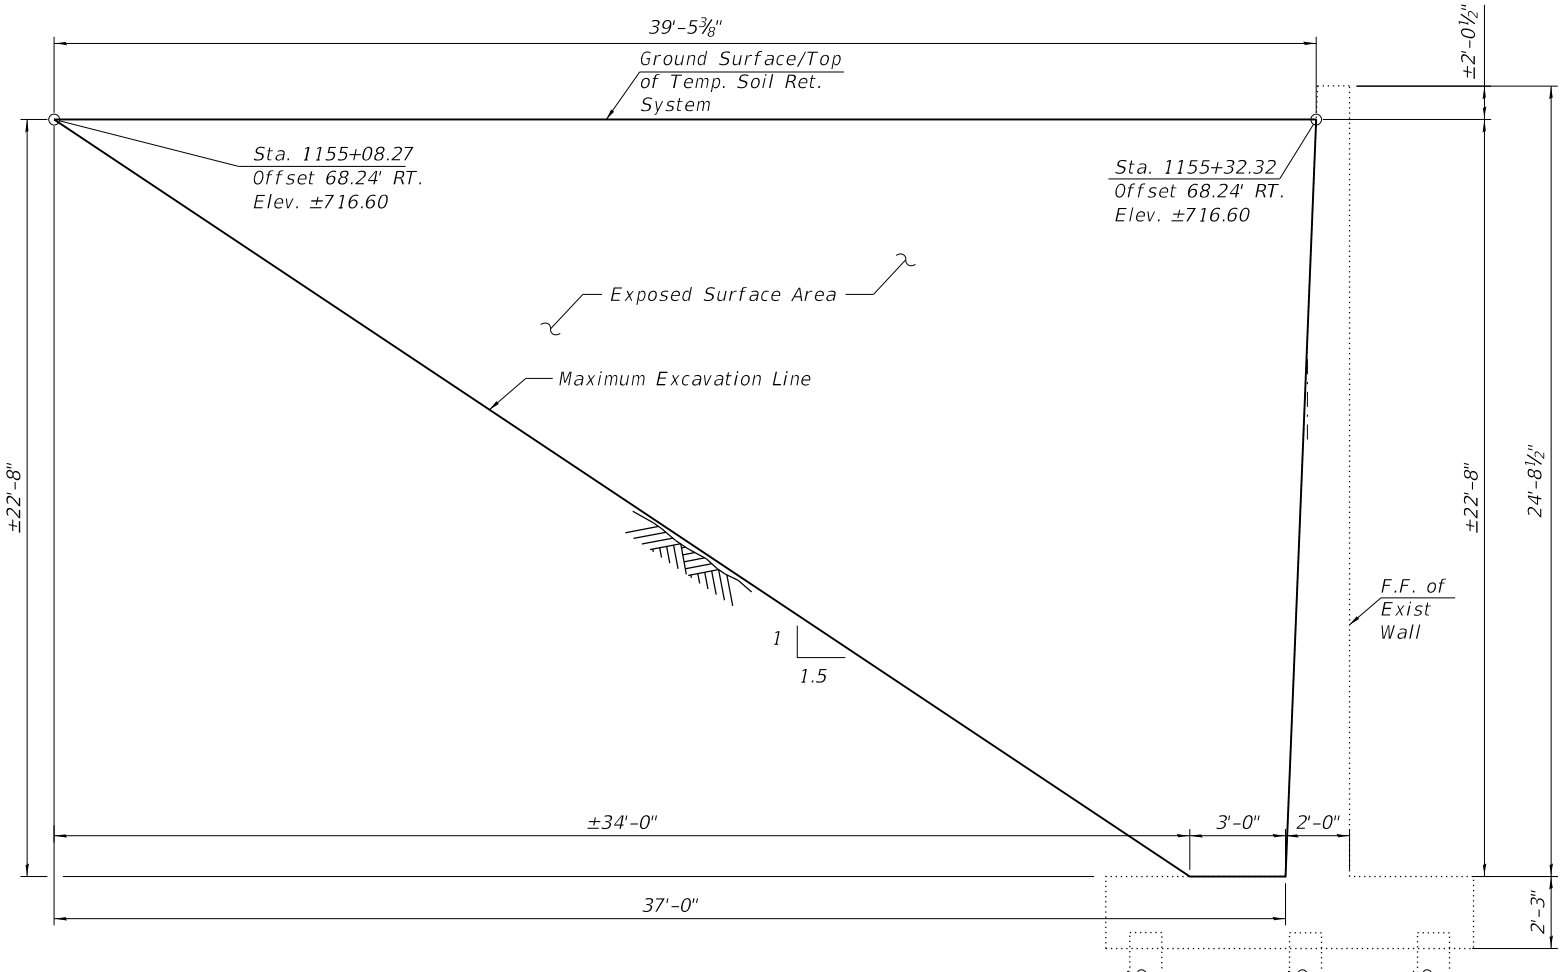 39'-5⅜"
±2'-0½"
Ground Surface/Top
of Temp. Soil Ret.
System
Sta. 1155+08.27
Offset 68.24' RT.
Elev. ±716.60
Sta. 1155+32.32
Offset 68.24' RT.
Elev. ±716.60
Exposed Surface Area
Maximum Excavation Line
±22'-8"
±22'-8"
24'-8½"
F.F. of
Exist
Wall
1
1.5
±34'-0"
3'-0"
2'-0"
37'-0"
2'-3"